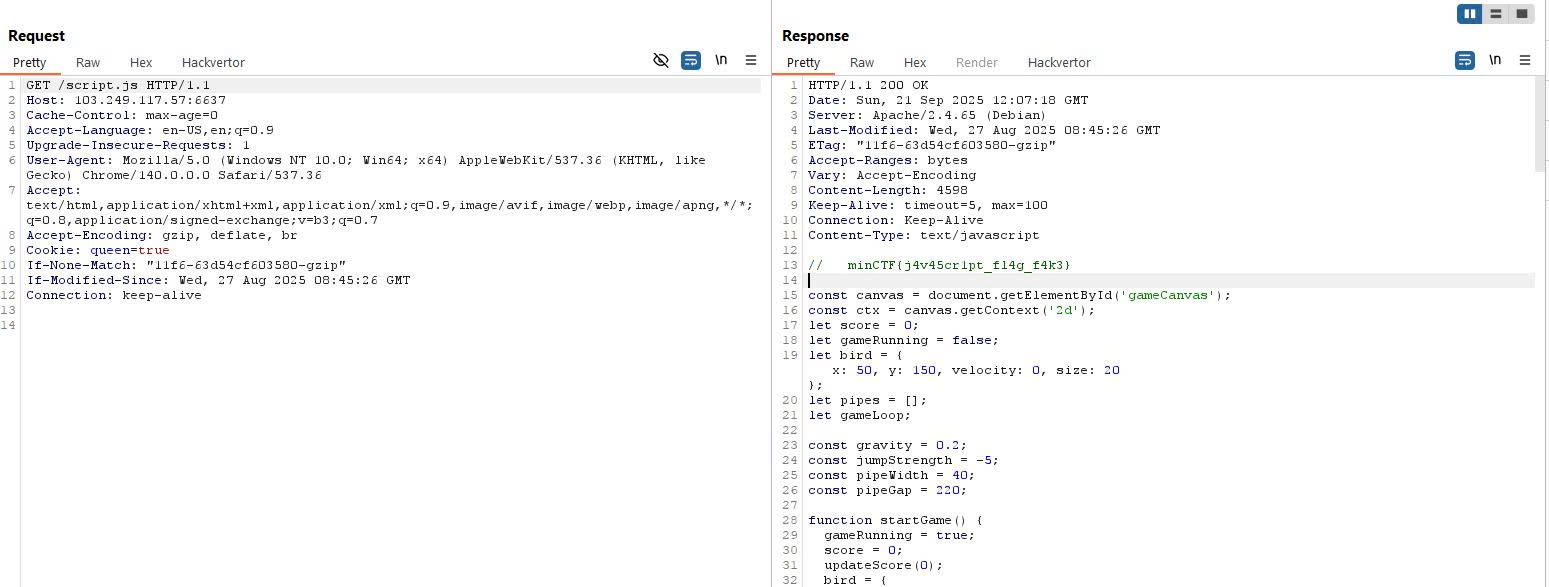 Request
Pretty Raw Hex Hackvertor
\n
1 GET /script.js HTTP/1.1
2 Host: 103.249.117.57:6637
3 Cache-Control: max-age=0
4 Accept-Language: en-US,en;q=0.9
5 Upgrade-Insecure-Requests: 1
6 User-Agent: Mozilla/5.0 (Windows NT 10.0; Win64; x64) AppleWebKit/537.36 (KHTML, like
Gecko) Chrome/140.0.0.0 Safari/537.36
7 Accept:
text/html,application/xhtml+xml,application/xml;q=0.9,image/avif,image/webp,image/apng,*/*;
q=0.8,application/signed-exchange;v=b3;q=0.7
8 Accept-Encoding: gzip, deflate, br
9 Cookie: queen=true
10 If-None-Match: "11f6-63d54cf603580-gzip"
11 If-Modified-Since: Wed, 27 Aug 2025 08:45:26 GMT
12 Connection: keep-alive
13
14
Response
Pretty Raw Hex Render Hackvertor
\n
1 HTTP/1.1 200 OK
2 Date: Sun, 21 Sep 2025 12:07:18 GMT
3 Server: Apache/2.4.65 (Debian)
4 Last-Modified: Wed, 27 Aug 2025 08:45:26 GMT
5 ETag: "11f6-63d54cf603580-gzip"
6 Accept-Ranges: bytes
7 Vary: Accept-Encoding
8 Content-Length: 4598
9 Keep-Alive: timeout=5, max=100
10 Connection: Keep-Alive
11 Content-Type: text/javascript
12
13 // minCTF{j4v45cr1pt_fl4g_f4k3}
14
15 const canvas = document.getElementById('gameCanvas');
16 const ctx = canvas.getContext('2d');
17 let score = 0;
18 let gameRunning = false;
19 let bird = {
x: 50, y: 150, velocity: 0, size: 20
};
20 let pipes = [];
21 let gameLoop;
22
23 const gravity = 0.2;
24 const jumpStrength = -5;
25 const pipeWidth = 40;
26 const pipeGap = 220;
27
28 function startGame() {
29 gameRunning = true;
30 score = 0;
31 updateScore(0);
32 bird = {